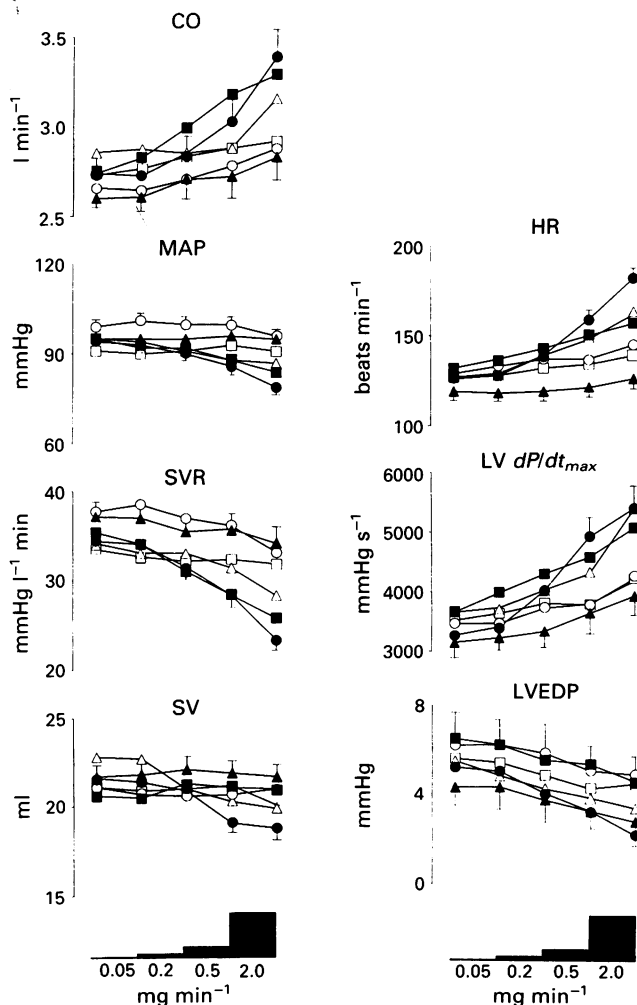 CO
3.5
3.0
2.5
l min⁻¹
MAP
120
90
60
mmHg
SVR
40
30
20
mmHg l⁻¹ min
SV
25
20
15
ml
0.05 0.2 0.5 2.0
mg min⁻¹
HR
200
150
100
beats min⁻¹
LV dP/dtmax
6000
5000
4000
3000
mmHg s⁻¹
LVEDP
8
4
0
mmHg
0.05 0.2 0.5 2.0
mg min⁻¹